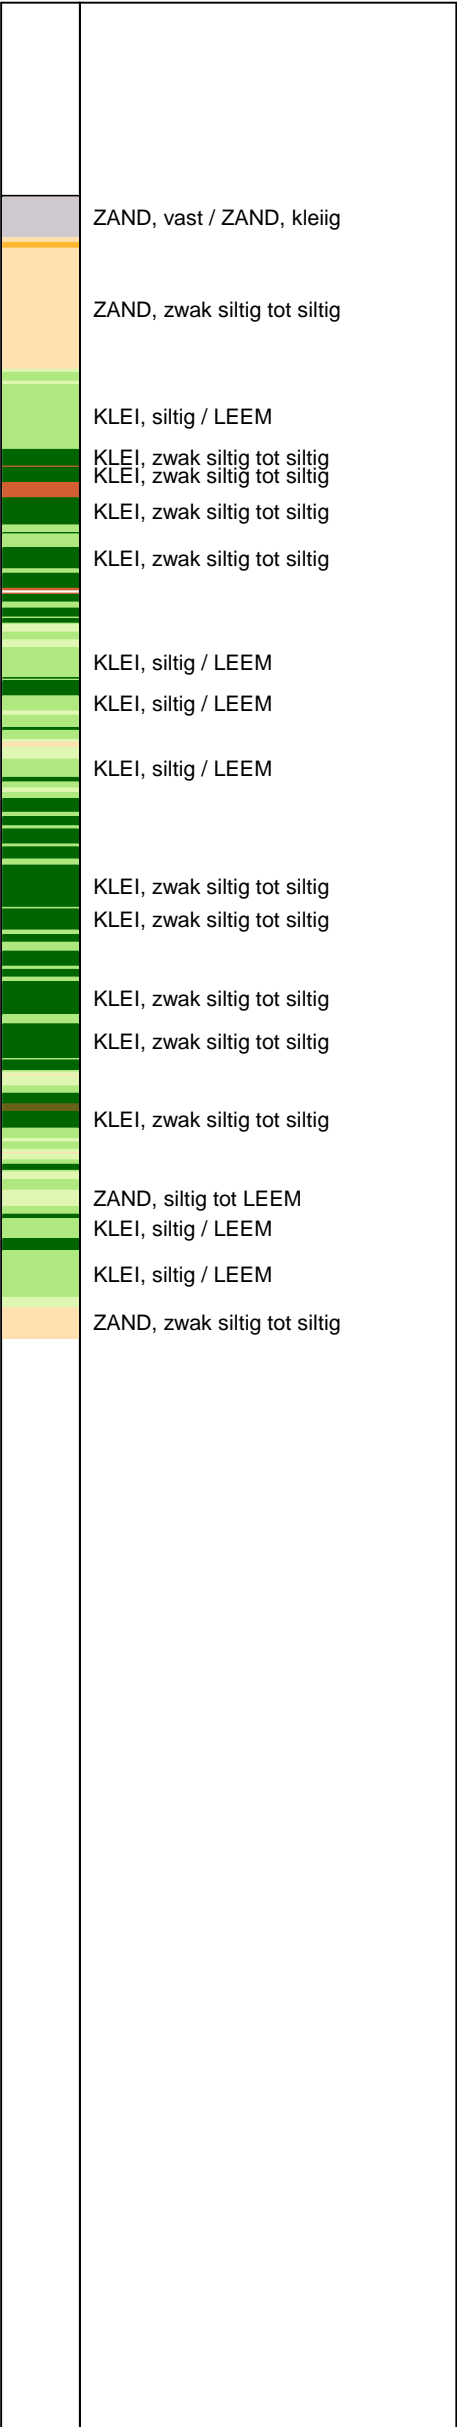 ZAND, vast / ZAND, kleiig
ZAND, zwak siltig tot siltig
KLEI, siltig / LEEM
KLEI, zwak siltig tot siltig
KLEI, zwak siltig tot siltig
KLEI, zwak siltig tot siltig
KLEI, zwak siltig tot siltig
KLEI, siltig / LEEM
KLEI, siltig / LEEM
KLEI, siltig / LEEM
KLEI, zwak siltig tot siltig
KLEI, zwak siltig tot siltig
KLEI, zwak siltig tot siltig
KLEI, zwak siltig tot siltig
KLEI, zwak siltig tot siltig
ZAND, siltig tot LEEM
KLEI, siltig / LEEM
KLEI, siltig / LEEM
ZAND, zwak siltig tot siltig